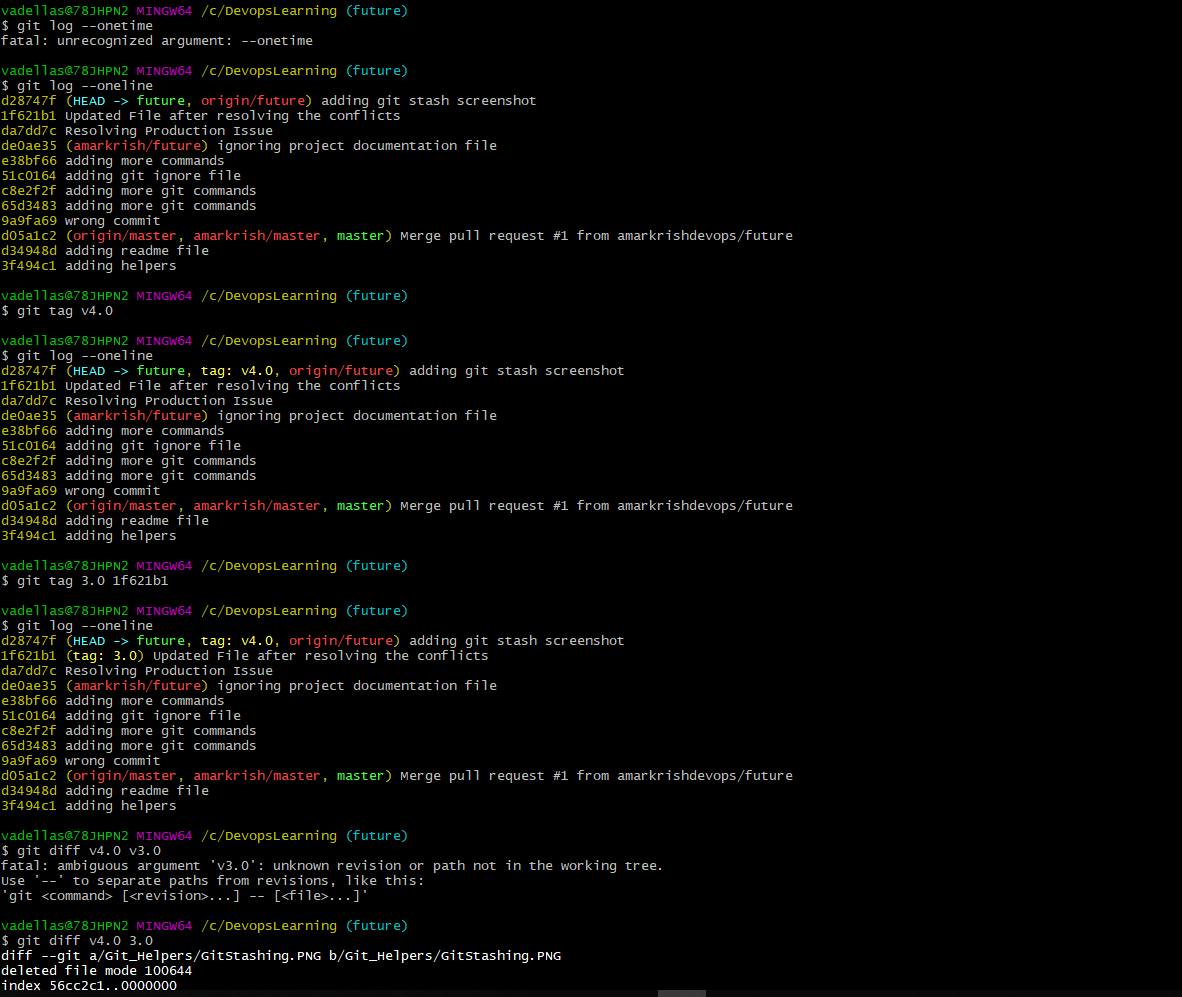 vadellas@78JHPN2 MINGW64 /c/DevopsLearning (future)
$ git log --onetime
fatal: unrecognized argument: --onetime
vadellas@78JHPN2 MINGW64 /c/DevopsLearning (future)
$ git log --oneline
d28747f (HEAD -> future, origin/future) adding git stash screenshot
1f621b1 Updated File after resolving the conflicts
da7dd7c Resolving Production Issue
de0ae35 (amarkrish/future) ignoring project documentation file
e38bf66 adding more commands
51c0164 adding git ignore file
c8e2f2f adding more git commands
65d3483 adding more git commands
9a9fa69 wrong commit
d05a1c2 (origin/master, amarkrish/master, master) Merge pull request #1 from amarkrishdevops/future
d34948d adding readme file
3f494c1 adding helpers
vadellas@78JHPN2 MINGW64 /c/DevopsLearning (future)
$ git tag v4.0
vadellas@78JHPN2 MINGW64 /c/DevopsLearning (future)
$ git log --oneline
d28747f (HEAD -> future, tag: v4.0, origin/future) adding git stash screenshot
1f621b1 Updated File after resolving the conflicts
da7dd7c Resolving Production Issue
de0ae35 (amarkrish/future) ignoring project documentation file
e38bf66 adding more commands
51c0164 adding git ignore file
c8e2f2f adding more git commands
65d3483 adding more git commands
9a9fa69 wrong commit
d05a1c2 (origin/master, amarkrish/master, master) Merge pull request #1 from amarkrishdevops/future
d34948d adding readme file
3f494c1 adding helpers
vadellas@78JHPN2 MINGW64 /c/DevopsLearning (future)
$ git tag 3.0 1f621b1
vadellas@78JHPN2 MINGW64 /c/DevopsLearning (future)
$ git log --oneline
d28747f (HEAD -> future, tag: v4.0, origin/future) adding git stash screenshot
1f621b1 (tag: 3.0) Updated File after resolving the conflicts
da7dd7c Resolving Production Issue
de0ae35 (amarkrish/future) ignoring project documentation file
e38bf66 adding more commands
51c0164 adding git ignore file
c8e2f2f adding more git commands
65d3483 adding more git commands
9a9fa69 wrong commit
d05a1c2 (origin/master, amarkrish/master, master) Merge pull request #1 from amarkrishdevops/future
d34948d adding readme file
3f494c1 adding helpers
vadellas@78JHPN2 MINGW64 /c/DevopsLearning (future)
$ git diff v4.0 v3.0
fatal: ambiguous argument 'v3.0': unknown revision or path not in the working tree.
Use '--' to separate paths from revisions, like this:
'git <command> [<revision>...] -- [<file>...]'
vadellas@78JHPN2 MINGW64 /c/DevopsLearning (future)
$ git diff v4.0 3.0
diff --git a/Git_Helpers/GitStashing.PNG b/Git_Helpers/GitStashing.PNG
deleted file mode 100644
index 56cc2c1..0000000